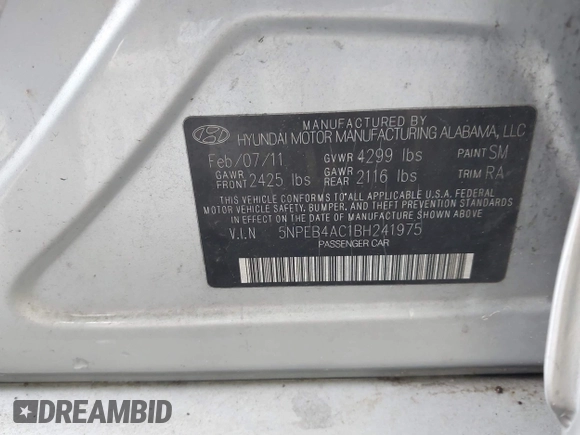 MANUFACTURED BY
HYUNDAI MOTOR MANUFACTURING ALABAMA, LLC
Feb/07/11 GVWR 4299 lbs PAINT SM
GAWR FRONT 2425 lbs GAWR REAR 2116 lbs TRIM RA
THIS VEHICLE CONFORMS TO ALL APPLICABLE U.S.A. FEDERAL
MOTOR VEHICLE SAFETY, BUMPER, AND THEFT PREVENTION STANDARDS
IN EFFECT ON THE DATE OF MANUFACTURE SHOWN ABOVE.
V.I.N 5NPEB4AC1BH241975
PASSENGER CAR
DREAMBID